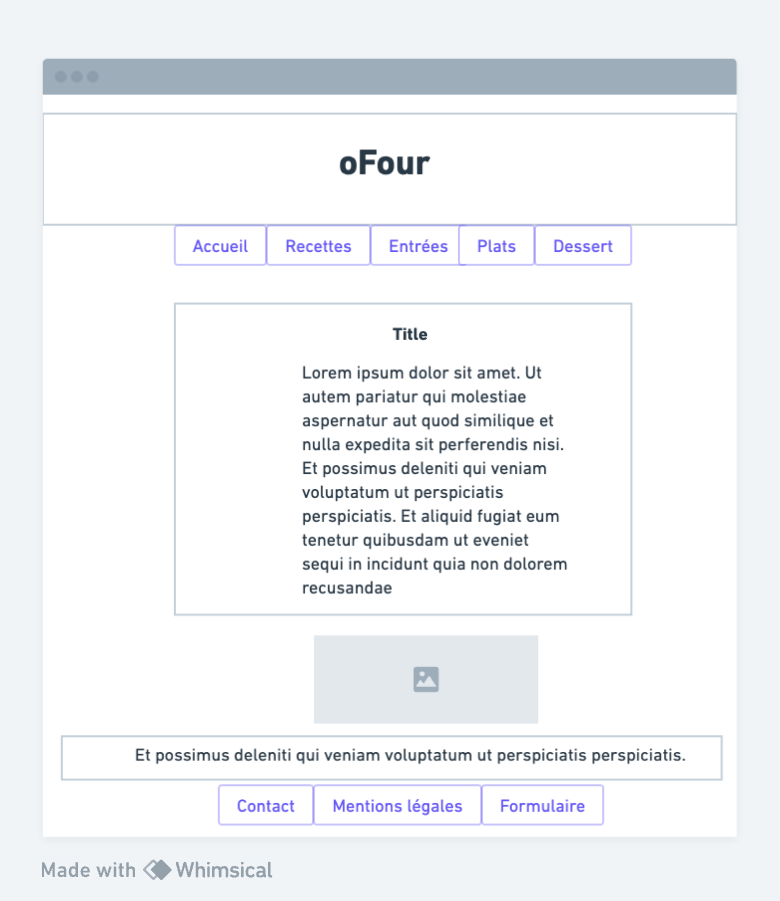 oFour
Accueil Recettes Entrées Plats Dessert
Title
Lorem ipsum dolor sit amet. Ut
autem pariatur qui molestiae
aspernatur aut quod similique et
nulla expedita sit perferendis nisi.
Et possimus deleniti qui veniam
voluptatum ut perspiciatis
perspiciatis. Et aliquid fugiat eum
tenetur quibusdam ut eveniet
sequi in incidunt quia non dolorem
recusandae
Et possimus deleniti qui veniam voluptatum ut perspiciatis perspiciatis.
Contact Mentions légales Formulaire
Made with Whimsical